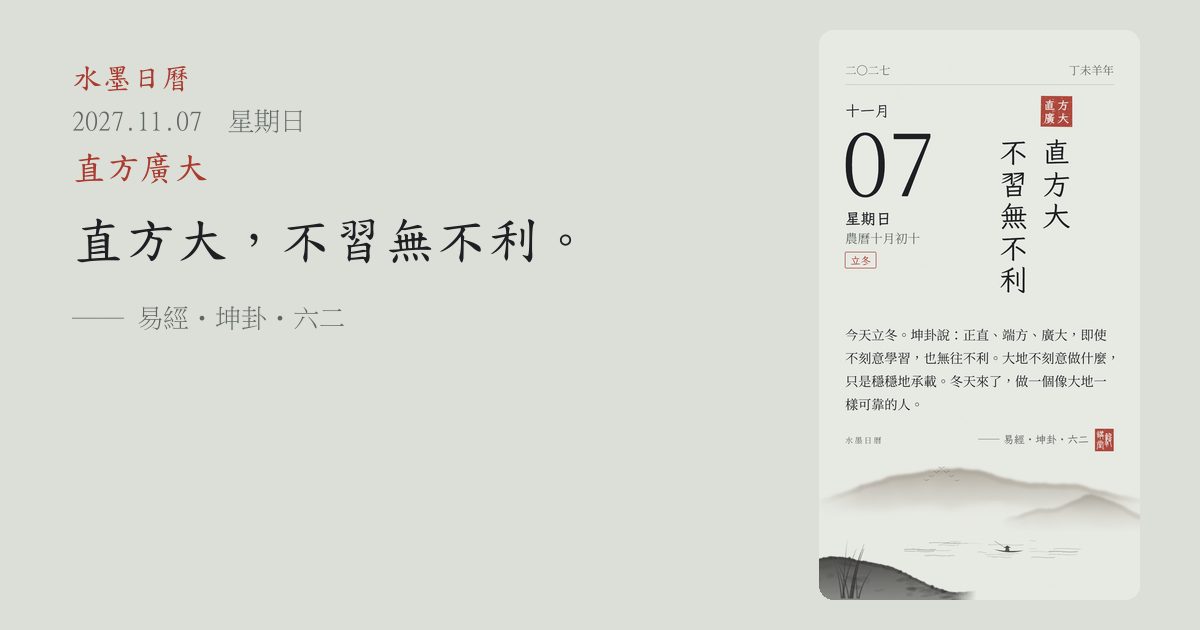 水墨日曆
2027.11.07 星期日
直方廣大
直方大，不習無不利。
—— 易經・坤卦・六二
二〇二七
丁未羊年
十一月
07
星期日
農曆十月初十
立冬
直方廣大
直方大
不習無不利
今天立冬。坤卦說：正直、端方、廣大，即使
不刻意學習，也無往不利。大地不刻意做什麼，
只是穩穩地承載。冬天來了，做一個像大地一
樣可靠的人。
水墨日曆
—— 易經・坤卦・六二